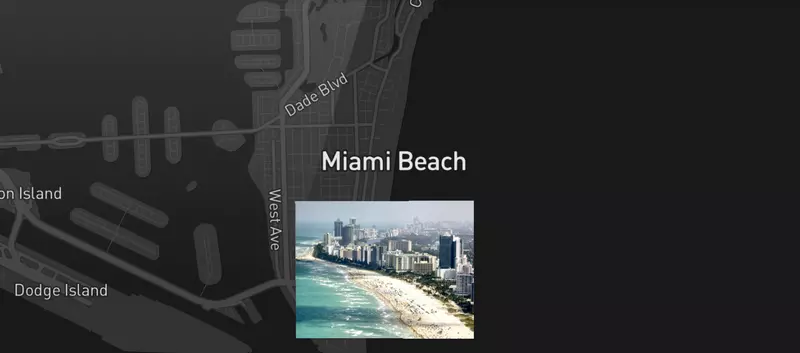 C
Dade Blvd
Miami Beach
on Island
West Ave
Dodge Island